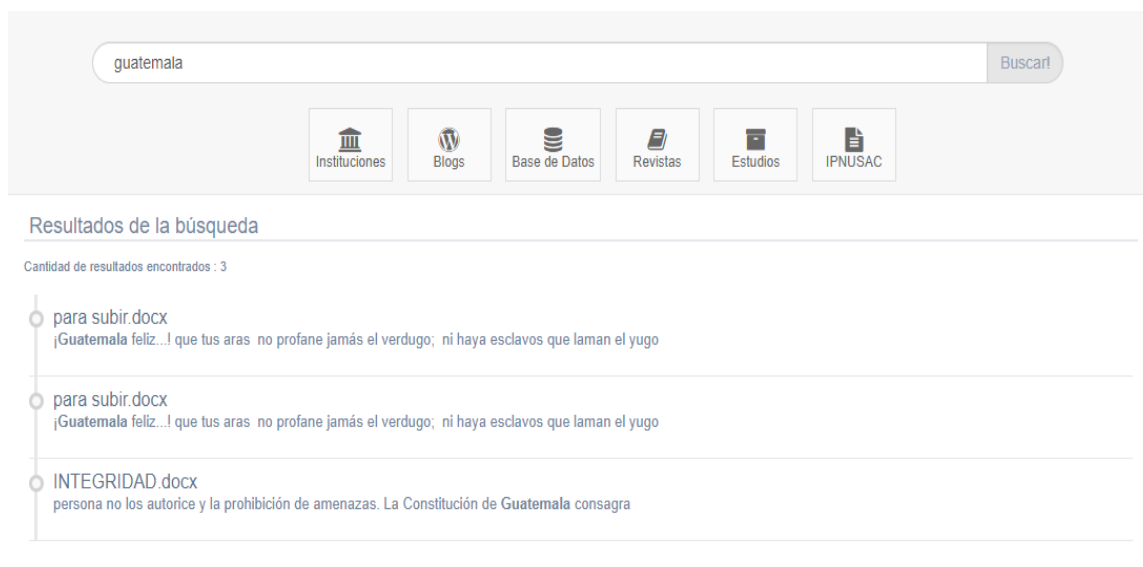 guatemala
Buscar!
Instituciones
Blogs
Base de Datos
Revistas
Estudios
IPNUSAC
Resultados de la búsqueda
Cantidad de resultados encontrados : 3
para subir.docx
¡Guatemala feliz...! que tus aras  no profane jamás el verdugo;  ni haya esclavos que laman el yugo
para subir.docx
¡Guatemala feliz...! que tus aras  no profane jamás el verdugo;  ni haya esclavos que laman el yugo
INTEGRIDAD.docx
persona no los autorice y la prohibición de amenazas. La Constitución de Guatemala consagra